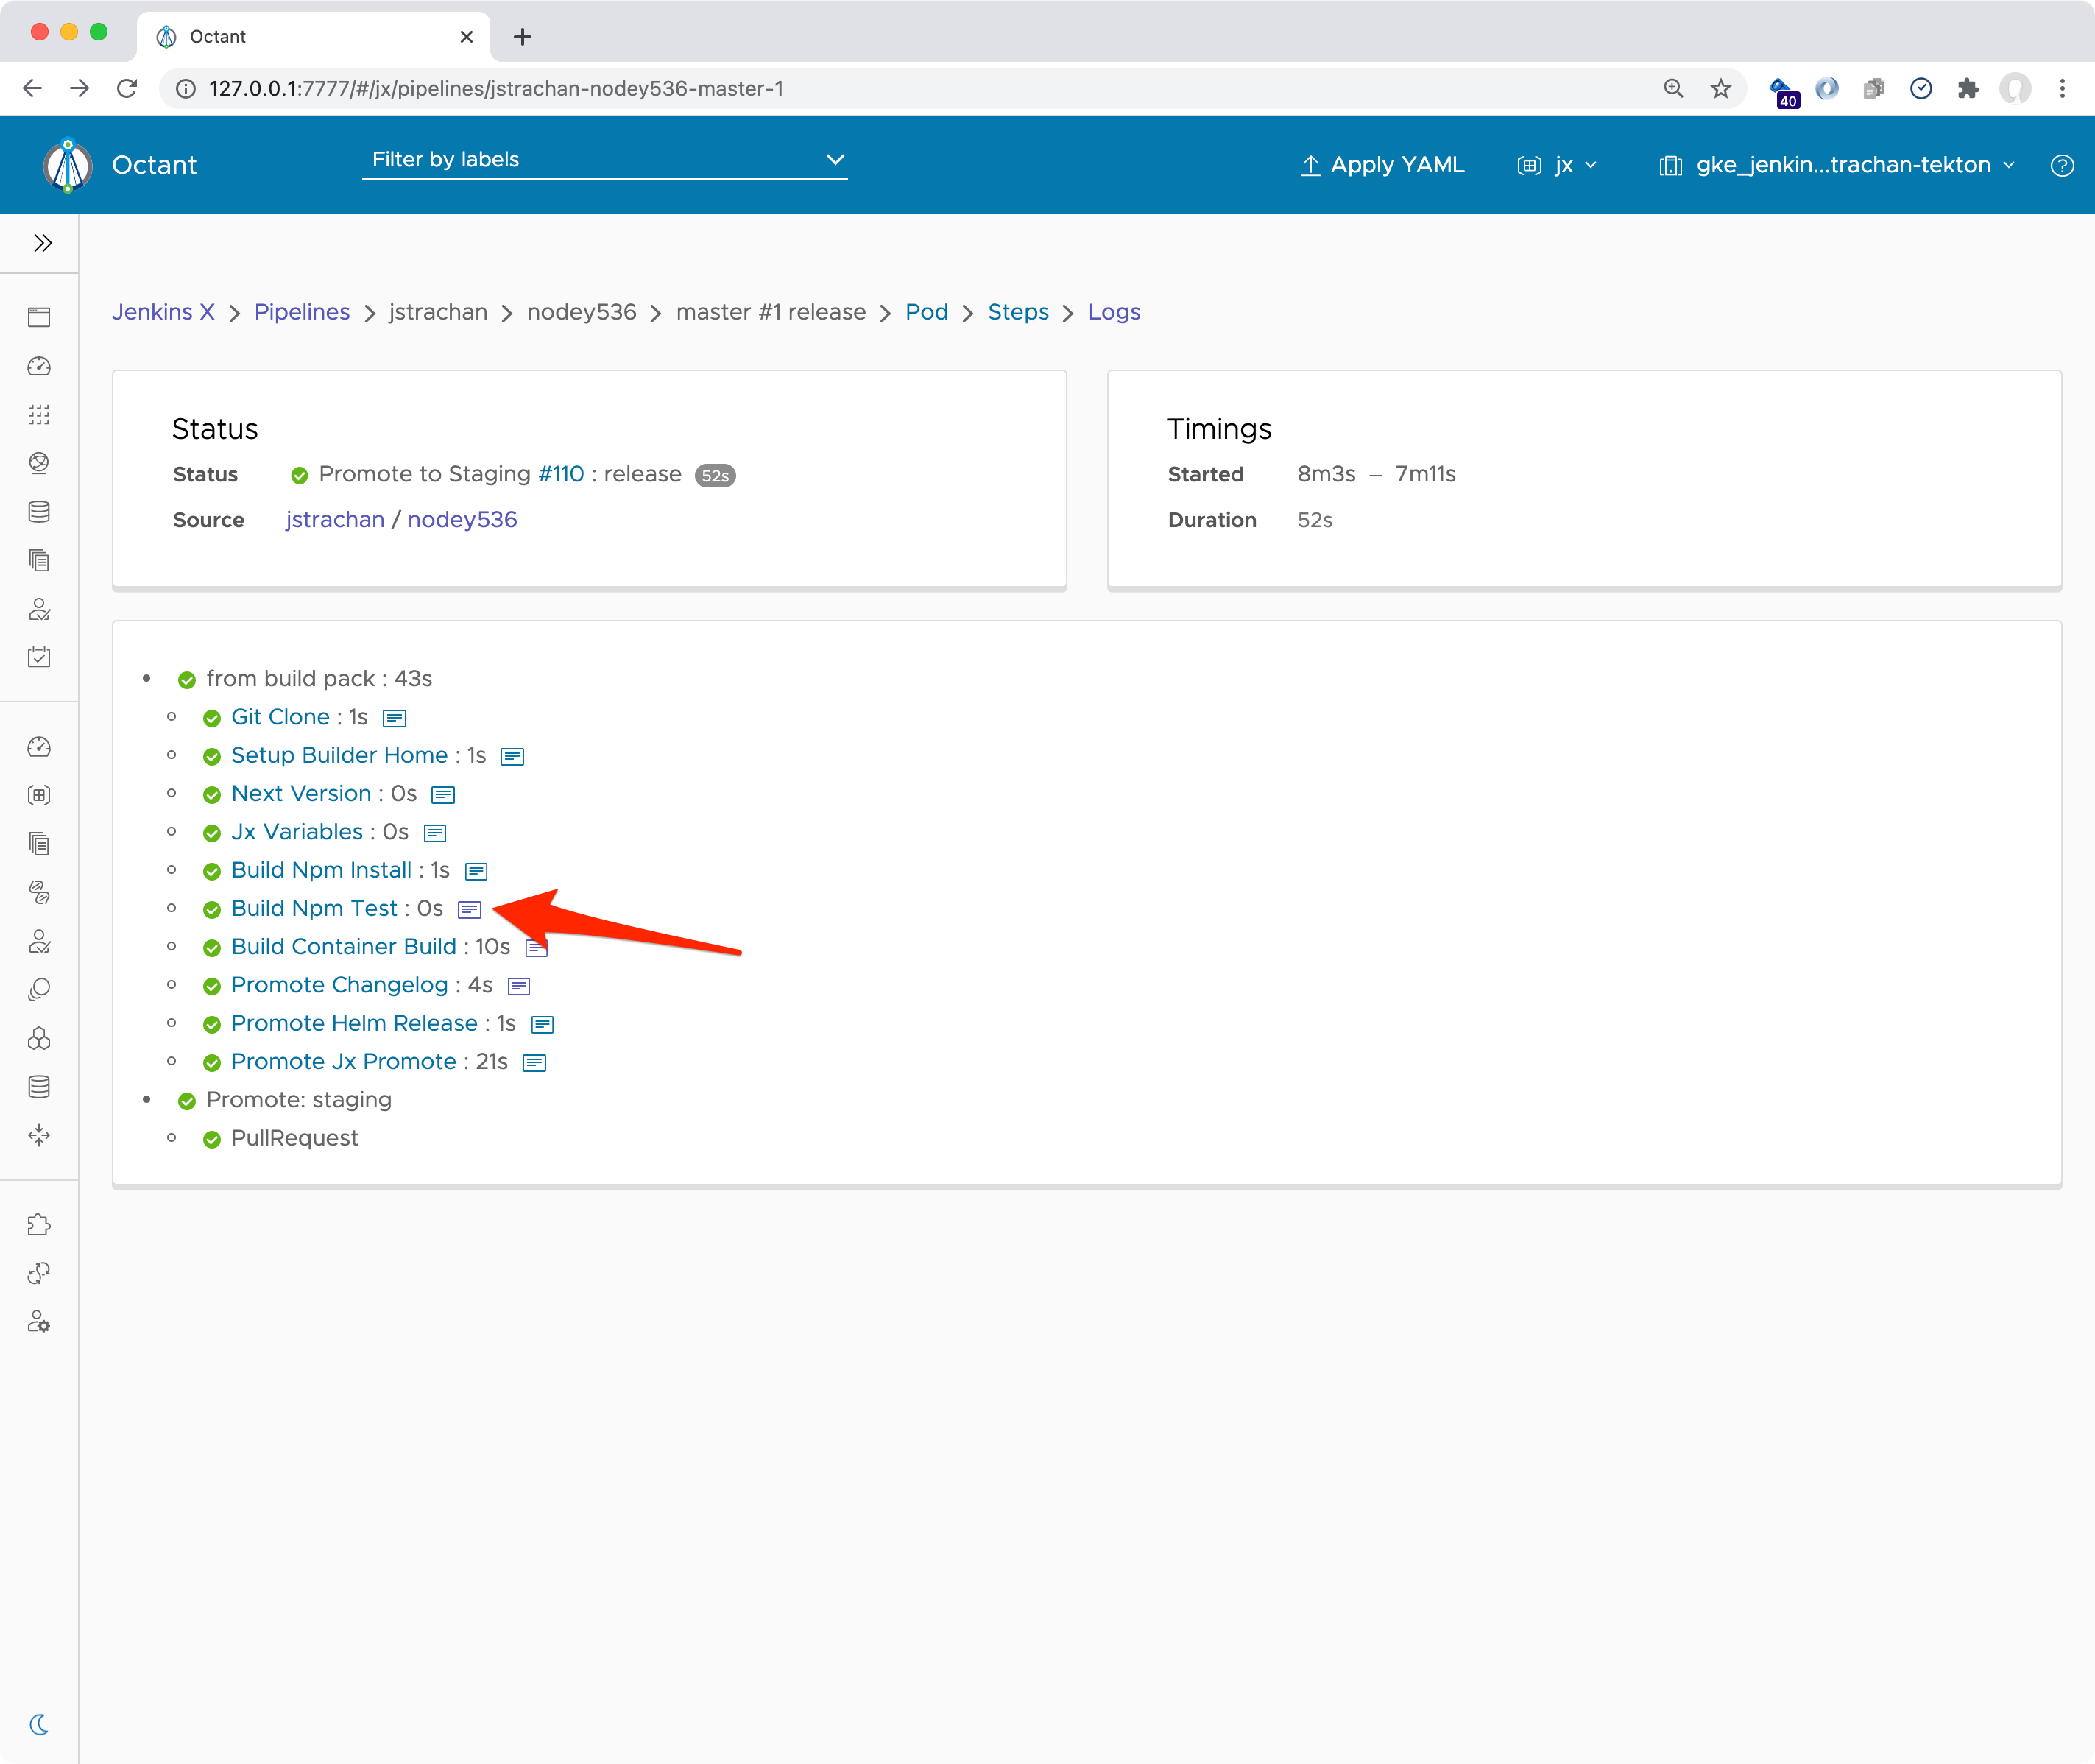 Octant
127.0.0.1:7777/#/jx/pipelines/jstrachan-nodey536-master-1
40
Octant
Filter by labels
Apply YAML
jx
gke_jenkin...trachan-tekton
Jenkins X > Pipelines > jstrachan > nodey536 > master #1 release > Pod > Steps > Logs
Status
Status Promote to Staging #110 : release 52s
Source jstrachan / nodey536
Timings
Started 8m3s – 7m11s
Duration 52s
from build pack : 43s
Git Clone : 1s
Setup Builder Home : 1s
Next Version : 0s
Jx Variables : 0s
Build Npm Install : 1s
Build Npm Test : 0s
Build Container Build : 10s
Promote Changelog : 4s
Promote Helm Release : 1s
Promote Jx Promote : 21s
Promote: staging
PullRequest